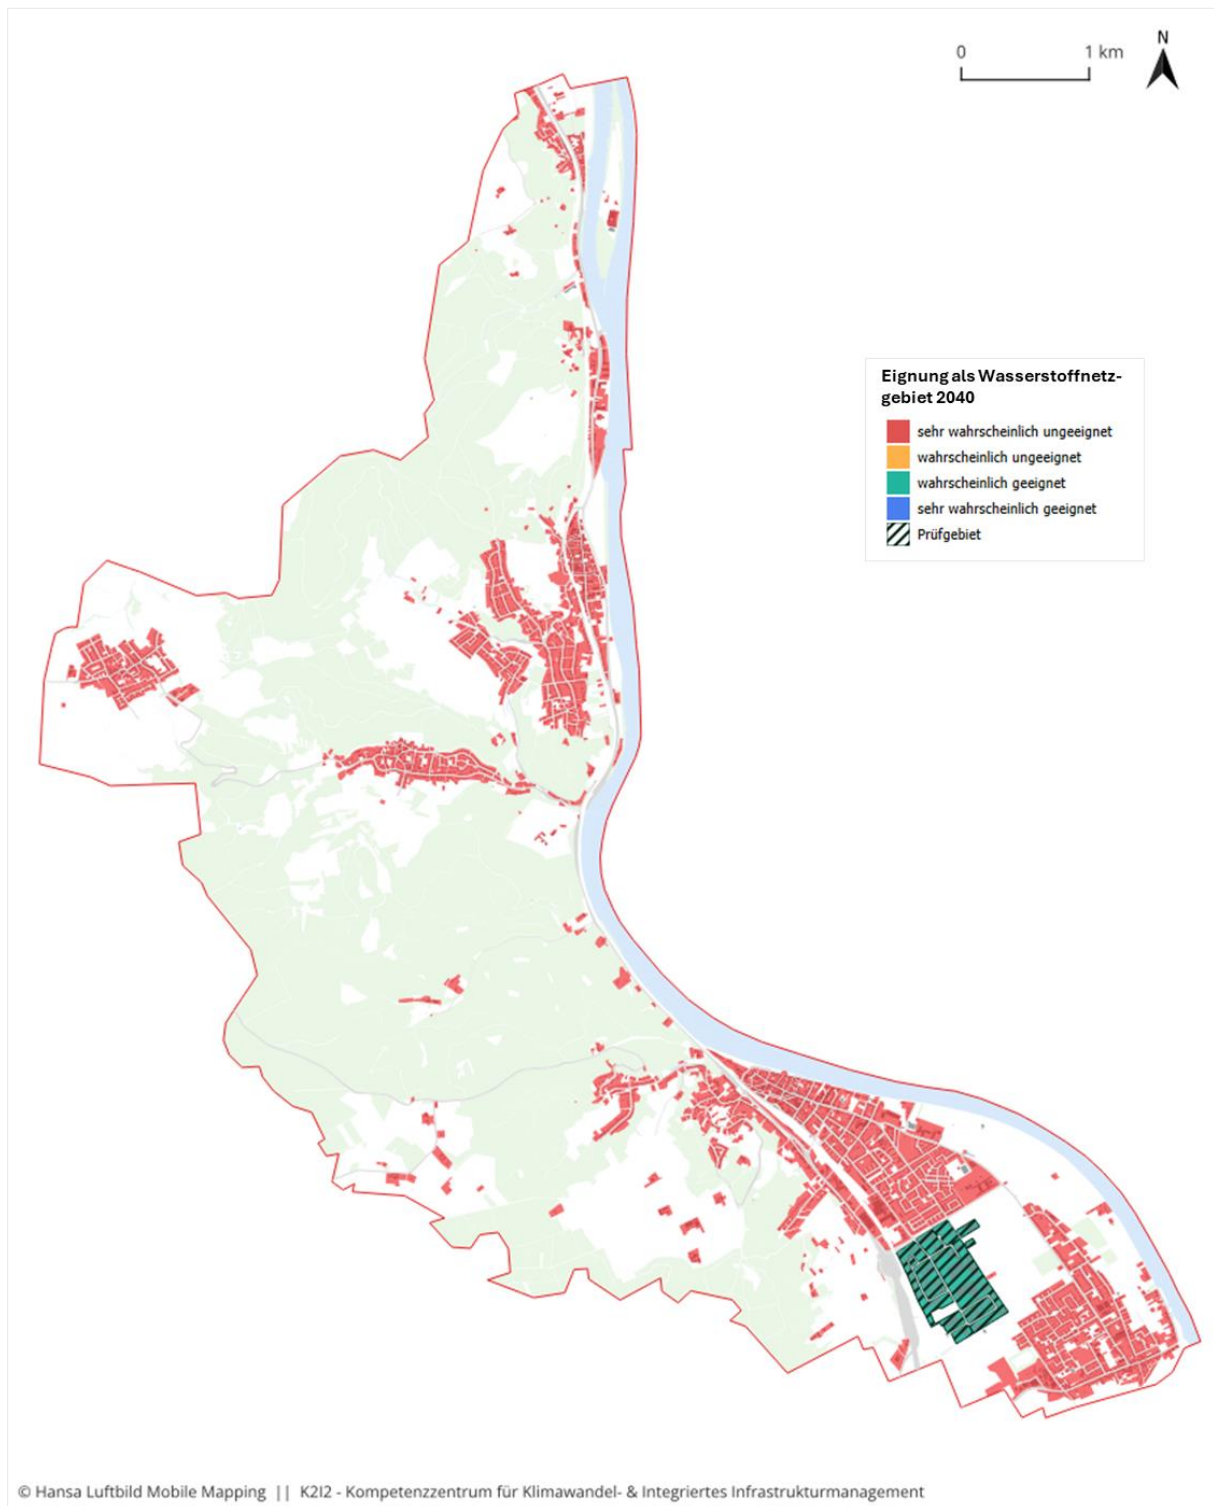 N
0 1 km
Eignung als Wasserstoffnetz-
gebiet 2040
sehr wahrscheinlich ungeeignet
wahrscheinlich ungeeignet
wahrscheinlich geeignet
sehr wahrscheinlich geeignet
Prüfgebiet
© Hansa Luftbild Mobile Mapping || K2I2 - Kompetenzzentrum für Klimawandel- & Integriertes Infrastrukturmanagement